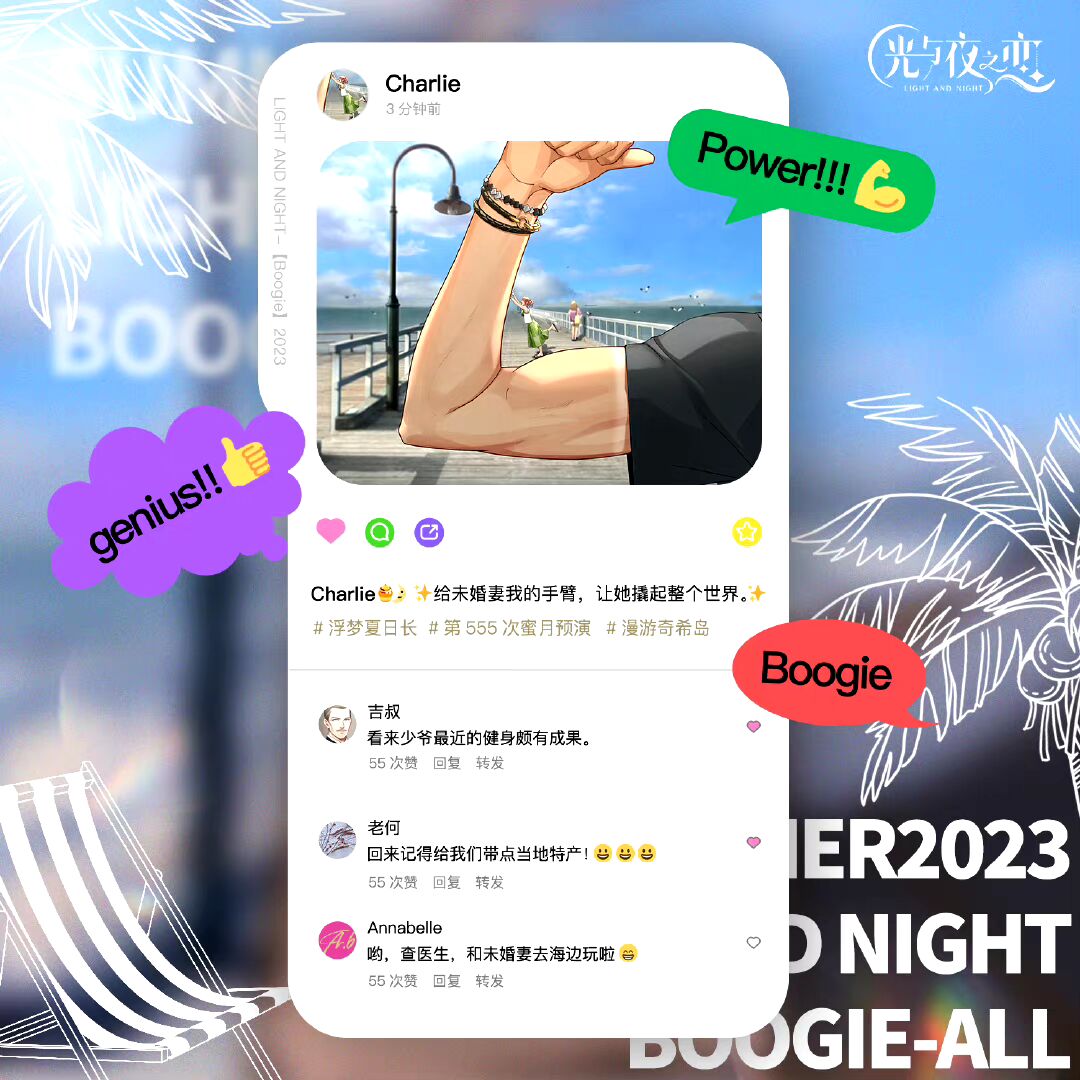 光与夜之恋
LIGHT AND NIGHT
Charlie
3 分钟前
LIGHT AND NIGHT-【Boogie】 2023
Power!!! 💪
BOO
genius!! 👍
Charlie🍯🌛 ✨给未婚妻我的手臂，让她撬起整个世界。✨
# 浮梦夏日长 # 第 555 次蜜月预演 # 漫游奇希岛
Boogie
吉叔
看来少爷最近的健身颇有成果。
55 次赞 回复 转发
老何
回来记得给我们带点当地特产！😃😃😃
55 次赞 回复 转发
Annabelle
A.b
哟，查医生，和未婚妻去海边玩啦😄
55 次赞 回复 转发
MER2023
D NIGHT
BOOGIE-ALL